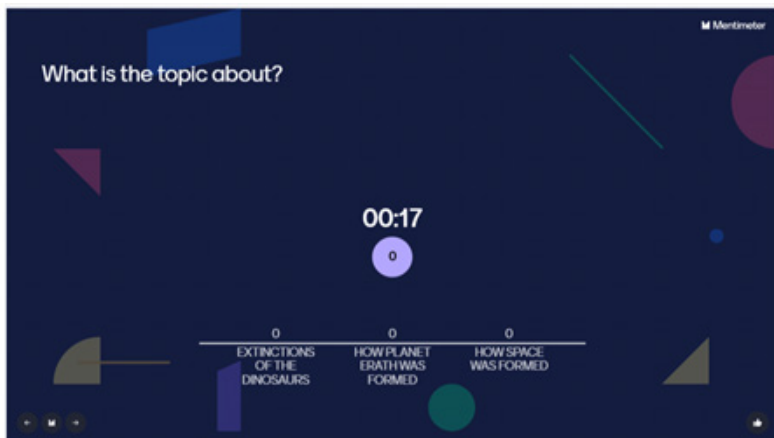 Mentimeter
What is the topic about?
00:17
0
0
0
0
EXTINCTIONS
OF THE
DINOSAURS
HOW PLANET
ERATH WAS
FORMED
HOW SPACE
WAS FORMED